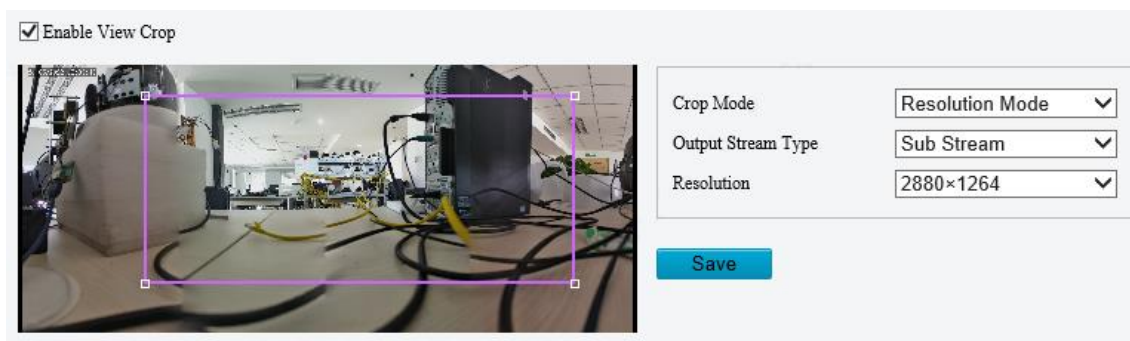 Enable View Crop
Crop Mode
Resolution Mode
Output Stream Type
Sub Stream
Resolution
2880×1264
Save